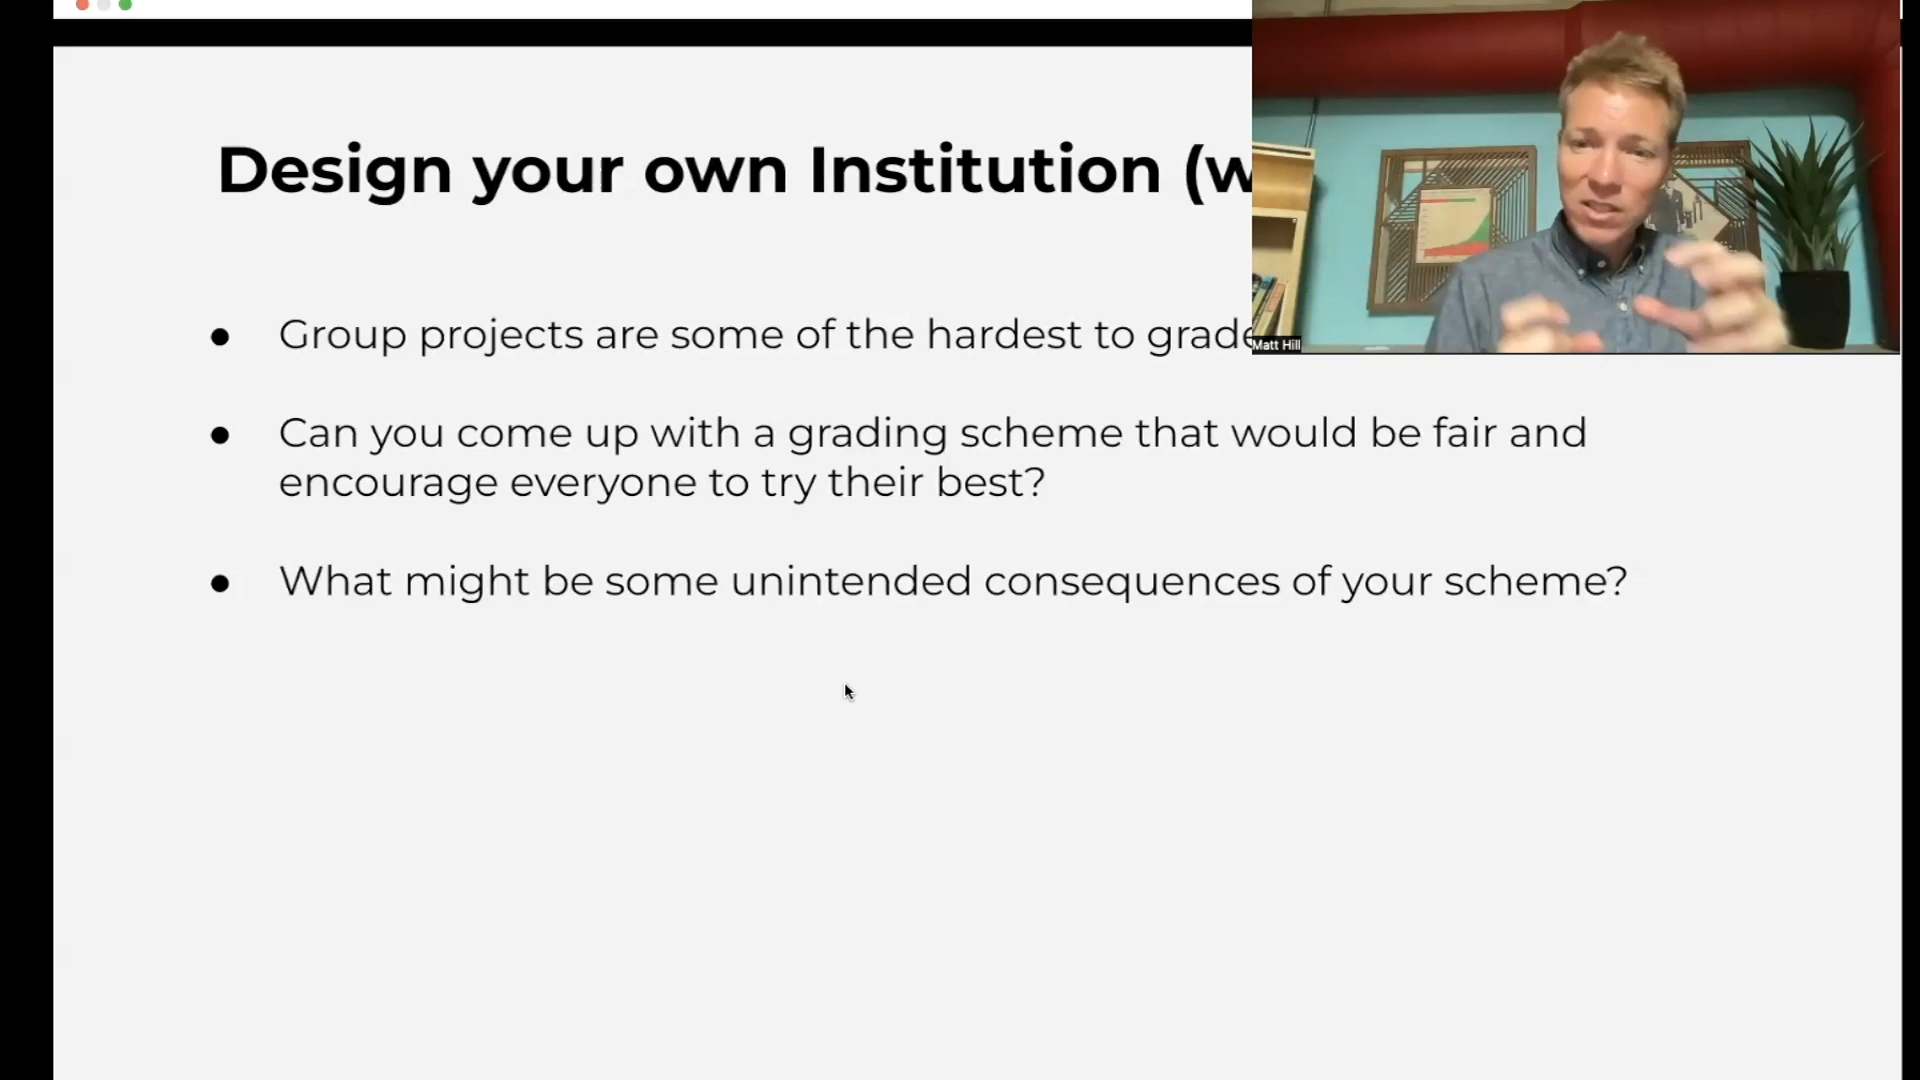 Design your own Institution (w
Group projects are some of the hardest to grade
Matt Hill
Can you come up with a grading scheme that would be fair and
encourage everyone to try their best?
What might be some unintended consequences of your scheme?